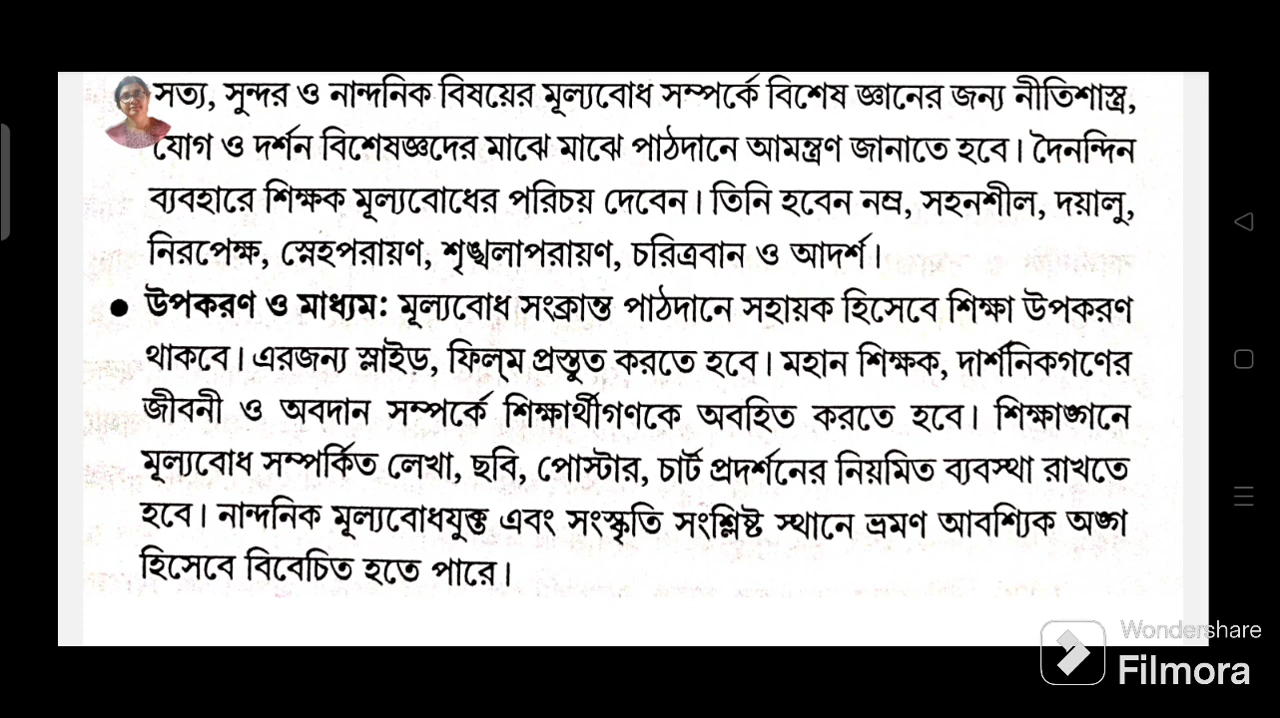 সত্য, সুন্দর ও নান্দনিক বিষয়ের মূল্যবোধ সম্পর্কে বিশেষ জ্ঞানের জন্য নীতিশাস্ত্র,
যোগ ও দর্শন বিশেষজ্ঞদের মাঝে মাঝে পাঠদানে আমন্ত্রণ জানাতে হবে। দৈনন্দিন
ব্যবহারে শিক্ষক মূল্যবোধের পরিচয় দেবেন। তিনি হবেন নম্র, সহনশীল, দয়ালু,
নিরপেক্ষ, স্নেহপরায়ণ, শৃঙ্খলাপরায়ণ, চরিত্রবান ও আদর্শ।
● উপকরণ ও মাধ্যম: মূল্যবোধ সংক্রান্ত পাঠদানে সহায়ক হিসেবে শিক্ষা উপকরণ
থাকবে। এরজন্য স্লাইড, ফিল্‌ম প্রস্তুত করতে হবে। মহান শিক্ষক, দার্শনিকগণের
জীবনী ও অবদান সম্পর্কে শিক্ষার্থীগণকে অবহিত করতে হবে। শিক্ষাঙ্গনে
মূল্যবোধ সম্পর্কিত লেখা, ছবি, পোস্টার, চার্ট প্রদর্শনের নিয়মিত ব্যবস্থা রাখতে
হবে। নান্দনিক মূল্যবোধযুক্ত এবং সংস্কৃতি সংশ্লিষ্ট স্থানে ভ্রমণ আবশ্যিক অঙ্গ
হিসেবে বিবেচিত হতে পারে।
Wondershare
Filmora